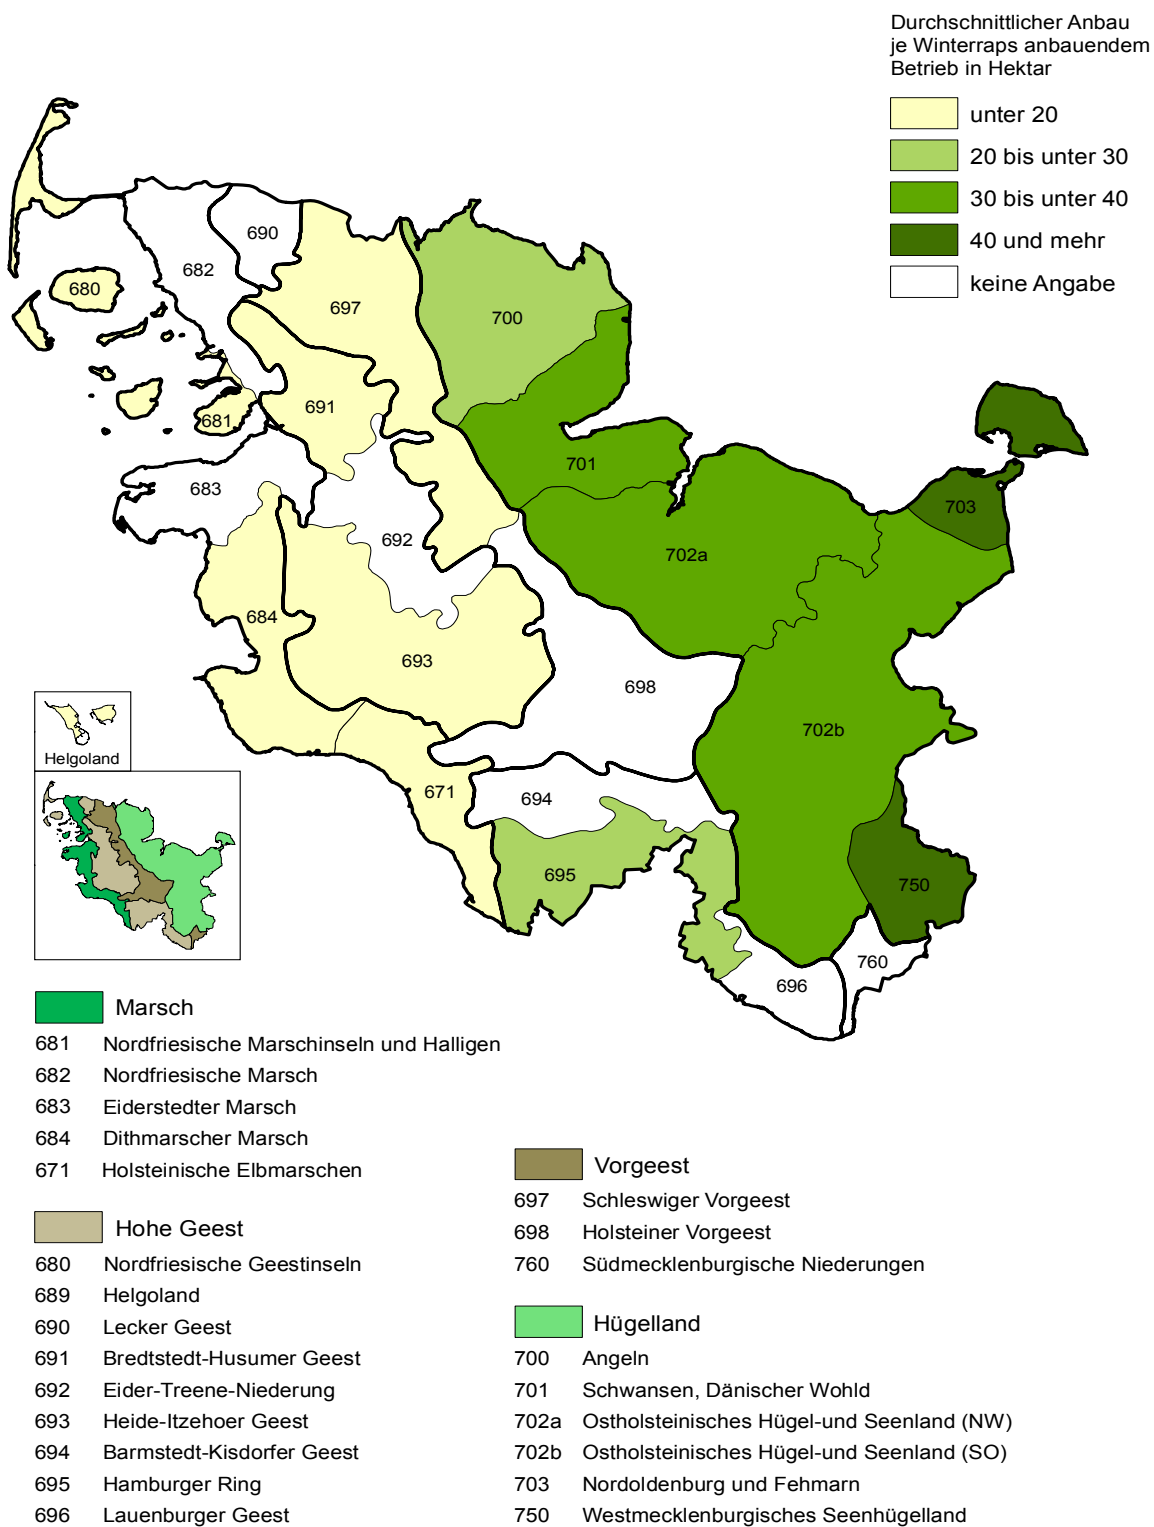 Durchschnittlicher Anbau
je Winterraps anbauendem
Betrieb in Hektar
unter 20
20 bis unter 30
30 bis unter 40
40 und mehr
keine Angabe
690
682
680
697
700
691
681
701
683
703
692
702a
684
693
698
702b
671
694
695
750
760
696
Helgoland
Marsch
681 Nordfriesische Marschinseln und Halligen
682 Nordfriesische Marsch
683 Eiderstedter Marsch
684 Dithmarscher Marsch
671 Holsteinische Elbmarschen
Hohe Geest
680 Nordfriesische Geestinseln
689 Helgoland
690 Lecker Geest
691 Bredtstedt-Husumer Geest
692 Eider-Treene-Niederung
693 Heide-Itzehoer Geest
694 Barmstedt-Kisdorfer Geest
695 Hamburger Ring
696 Lauenburger Geest
Vorgeest
697 Schleswiger Vorgeest
698 Holsteiner Vorgeest
760 Südmecklenburgische Niederungen
Hügelland
700 Angeln
701 Schwansen, Dänischer Wohld
702a Ostholsteinisches Hügel-und Seenland (NW)
702b Ostholsteinisches Hügel-und Seenland (SO)
703 Nordoldenburg und Fehmarn
750 Westmecklenburgisches Seenhügelland